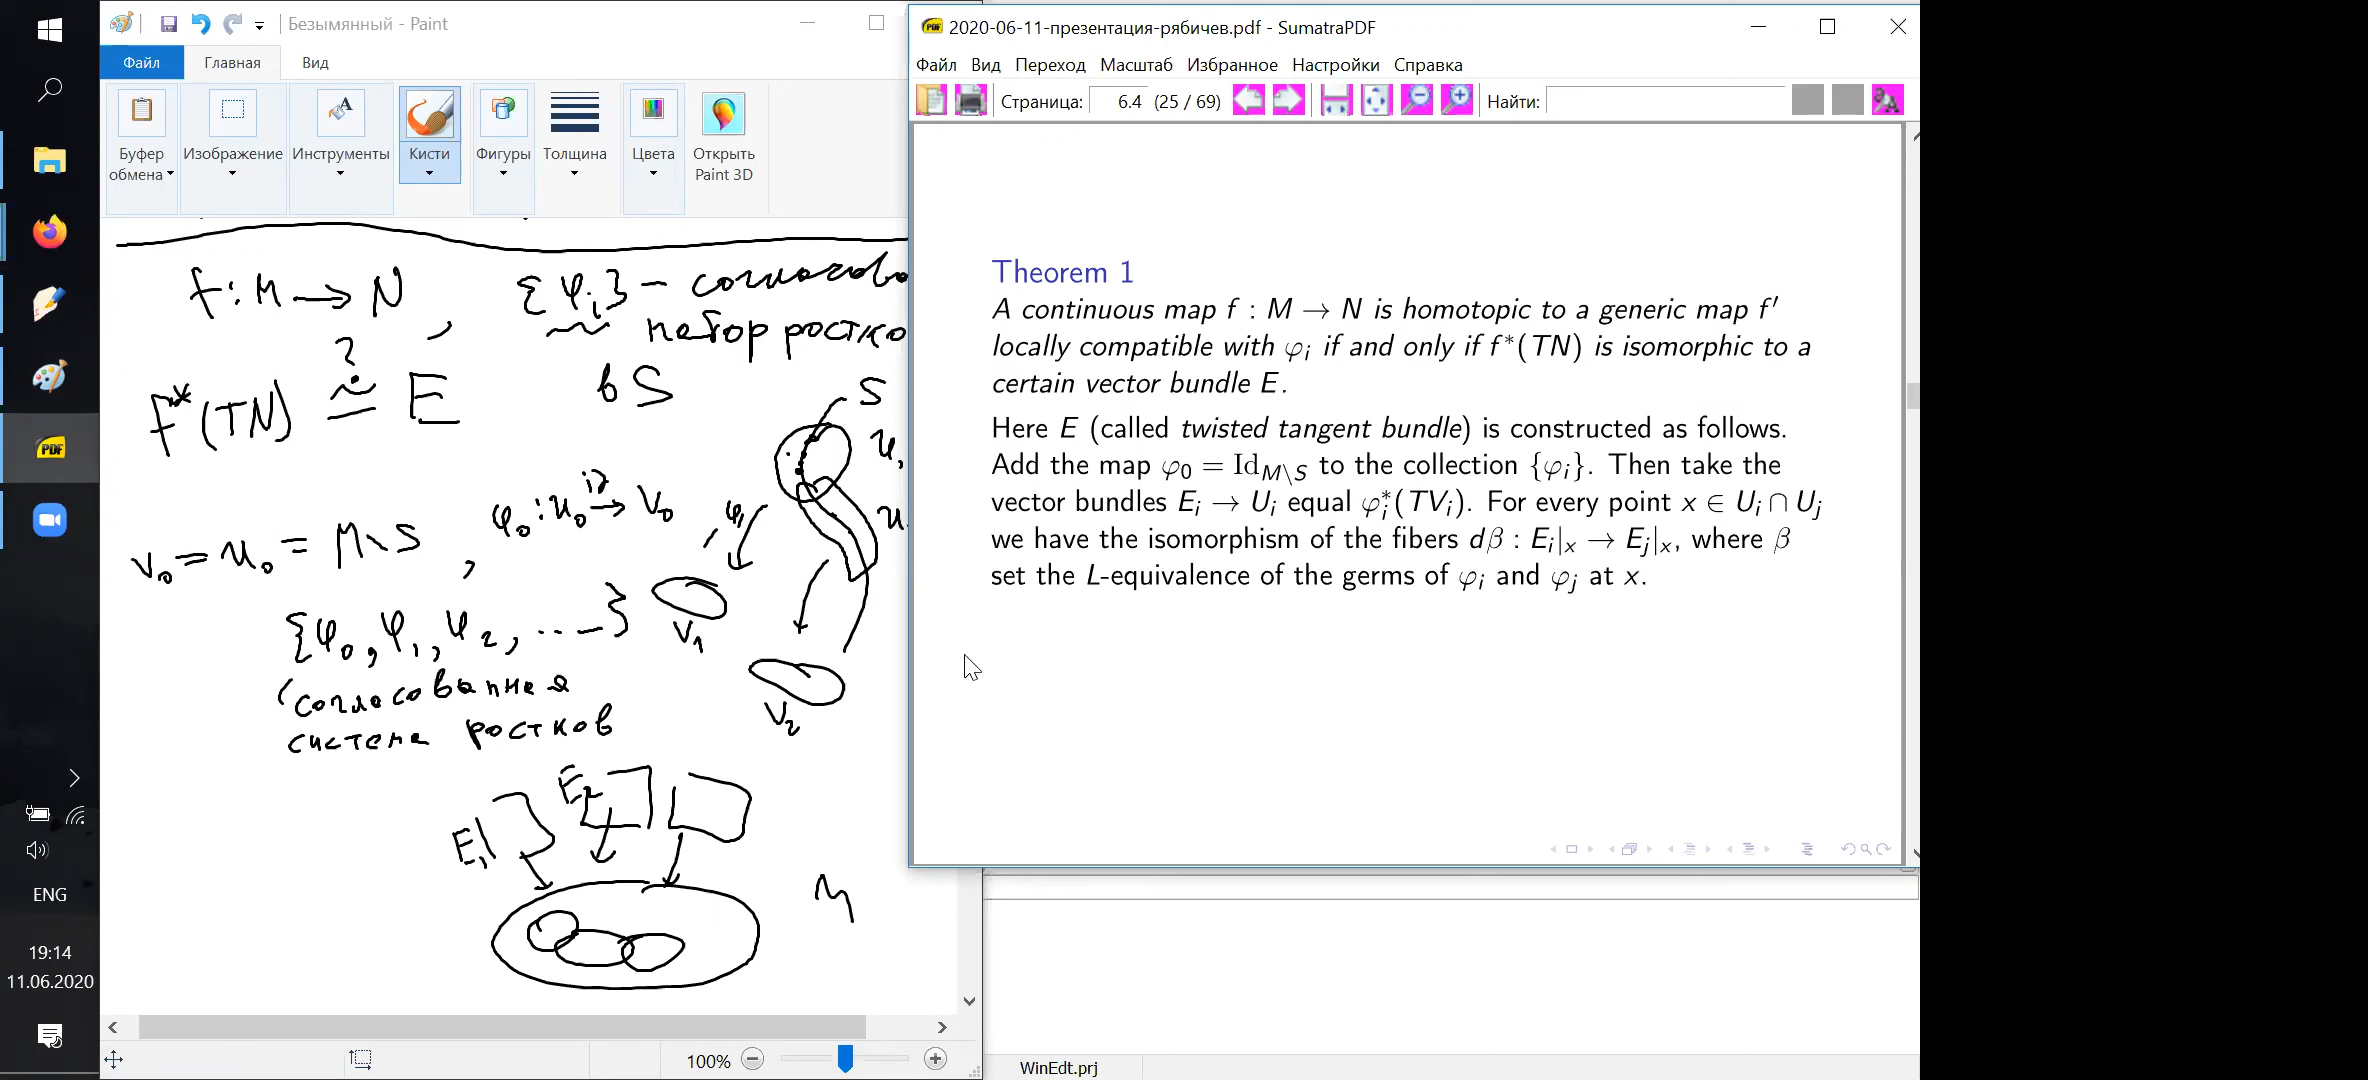 Безымянный - Paint
Файл
Главная
Вид
Буфер обмена
Изображение
Инструменты
Кисти
Фигуры
Толщина
Цвета
Открыть Paint 3D
f : M → N , {φi} – согласово
набор ростко
в S
?
f*(TN) ≅ E
S
V₀ = U₀ = M \ S , φ₀ : U₀ →id V₀
φ₁
{φ₀, φ₁, φ₂, ....}
V₁
(согласованная
система ростков
V₂
E₁
E₂
M
100%
2020-06-11-презентация-рябичев.pdf - SumatraPDF
Файл Вид Переход Масштаб Избранное Настройки Справка
Страница: 6.4 (25 / 69)
Найти:
Theorem 1
A continuous map f : M → N is homotopic to a generic map f′
locally compatible with φi if and only if f*(TN) is isomorphic to a
certain vector bundle E.
Here E (called twisted tangent bundle) is constructed as follows.
Add the map φ0 = Id_{M\S} to the collection {φi}. Then take the
vector bundles Ei → Ui equal φi*(TVi). For every point x ∈ Ui ∩ Uj
we have the isomorphism of the fibers dβ : Ei|x → Ej|x, where β
set the L-equivalence of the germs of φi and φj at x.
WinEdt.prj
PDF
ENG
19:14
11.06.2020